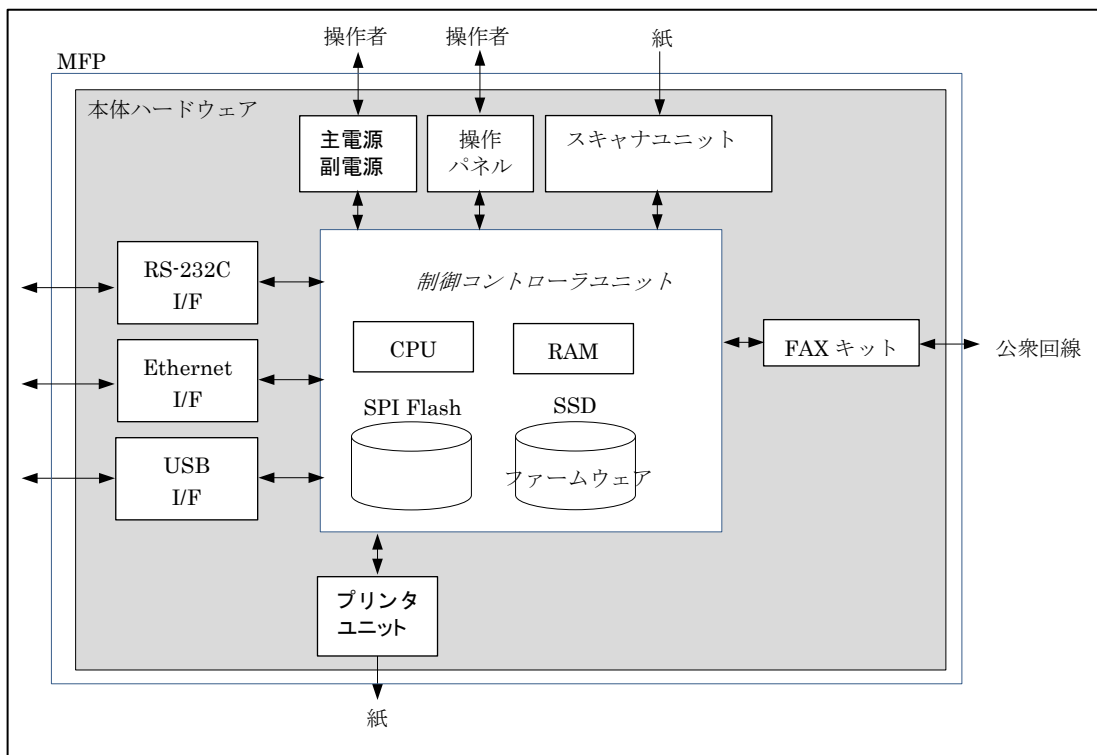 操作者
操作者
紙
MFP
本体ハードウェア
主電源
副電源
操作
パネル
スキャナユニット
RS-232C
I/F
制御コントローラユニット
CPU
RAM
FAX キット
公衆回線
Ethernet
I/F
SPI Flash
SSD
ファームウェア
USB
I/F
プリンタ
ユニット
紙